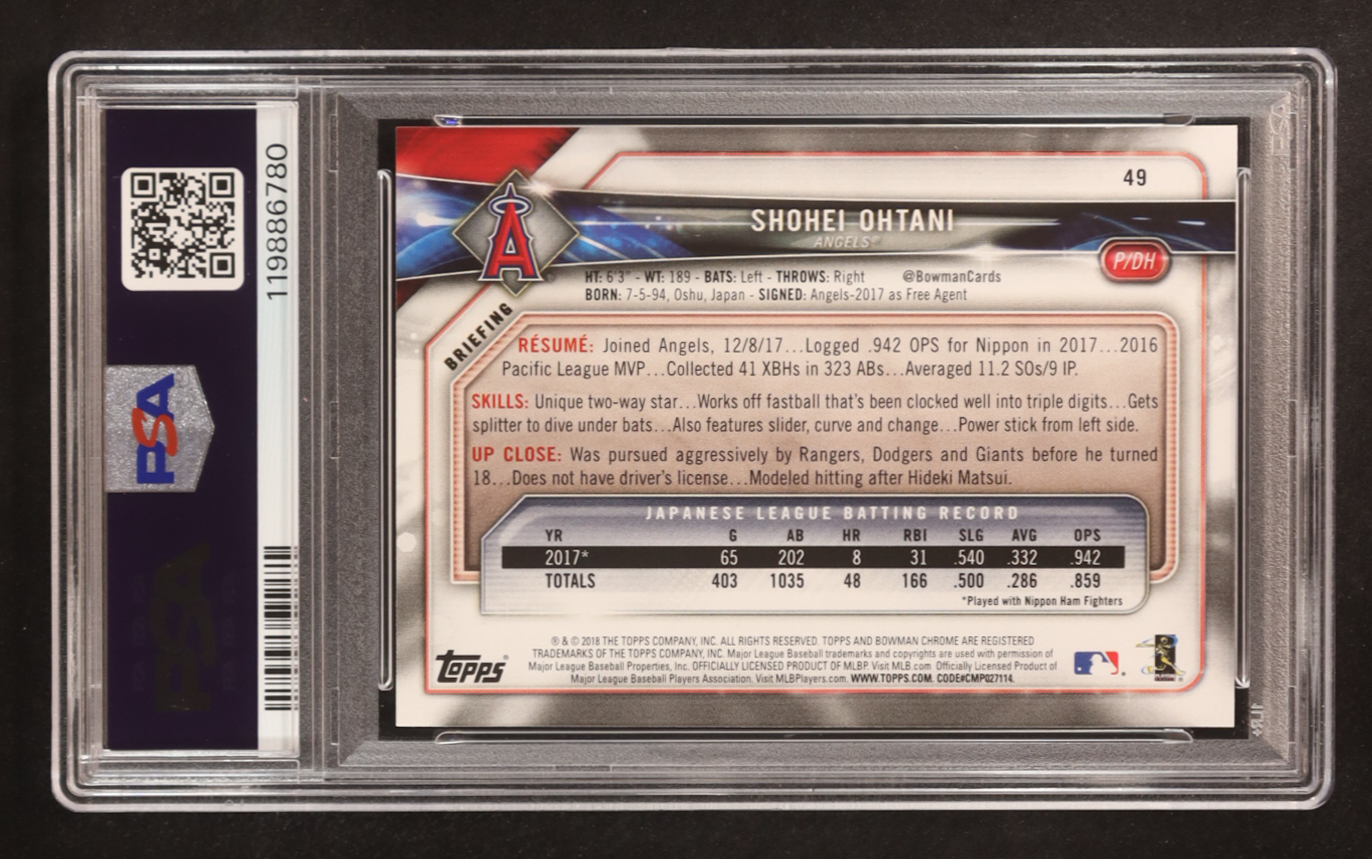 119886780
PSA
49
SHOHEI OHTANI
ANGELS®
A
P/DH
HT: 6'3" - WT: 189 - BATS: Left - THROWS: Right @BowmanCards
BORN: 7-5-94, Oshu, Japan - SIGNED: Angels-2017 as Free Agent
BRIEFING
RÉSUMÉ: Joined Angels, 12/8/17...Logged .942 OPS for Nippon in 2017...2016
Pacific League MVP...Collected 41 XBHs in 323 ABs...Averaged 11.2 SOs/9 IP.
SKILLS: Unique two-way star...Works off fastball that's been clocked well into triple digits...Gets
splitter to dive under bats...Also features slider, curve and change...Power stick from left side.
UP CLOSE: Was pursued aggressively by Rangers, Dodgers and Giants before he turned
18...Does not have driver's license...Modeled hitting after Hideki Matsui.
JAPANESE LEAGUE BATTING RECORD
YR G AB HR RBI SLG AVG OPS
2017* 65 202 8 31 .540 .332 .942
TOTALS 403 1035 48 166 .500 .286 .859
*Played with Nippon Ham Fighters
® & © 2018 THE TOPPS COMPANY, INC. ALL RIGHTS RESERVED. TOPPS AND BOWMAN CHROME ARE REGISTERED
TRADEMARKS OF THE TOPPS COMPANY, INC. Major League Baseball trademarks and copyrights are used with permission of
Major League Baseball Properties, Inc. OFFICIALLY LICENSED PRODUCT OF MLBP. Visit MLB.com Officially Licensed Product of
Major League Baseball Players Association. Visit MLBPlayers.com. WWW.TOPPS.COM. CODE#CMP027114.
topps®
PSA